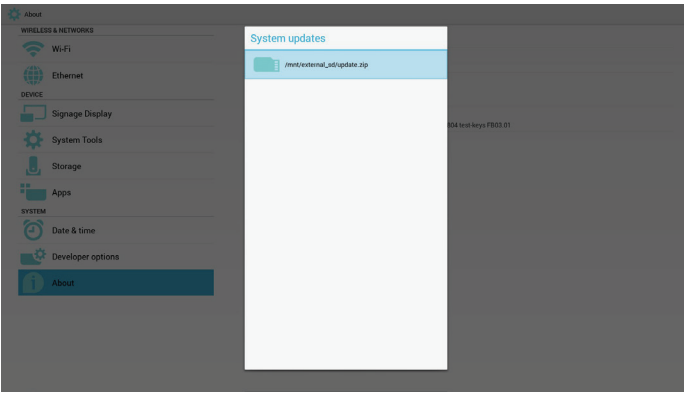 About
WIRELESS & NETWORKS
Wi-Fi
Ethernet
DEVICE
Signage Display
System Tools
Storage
Apps
SYSTEM
Date & time
Developer options
About
System updates
/mnt/external_sd/update.zip
804 test-keys FB03.01